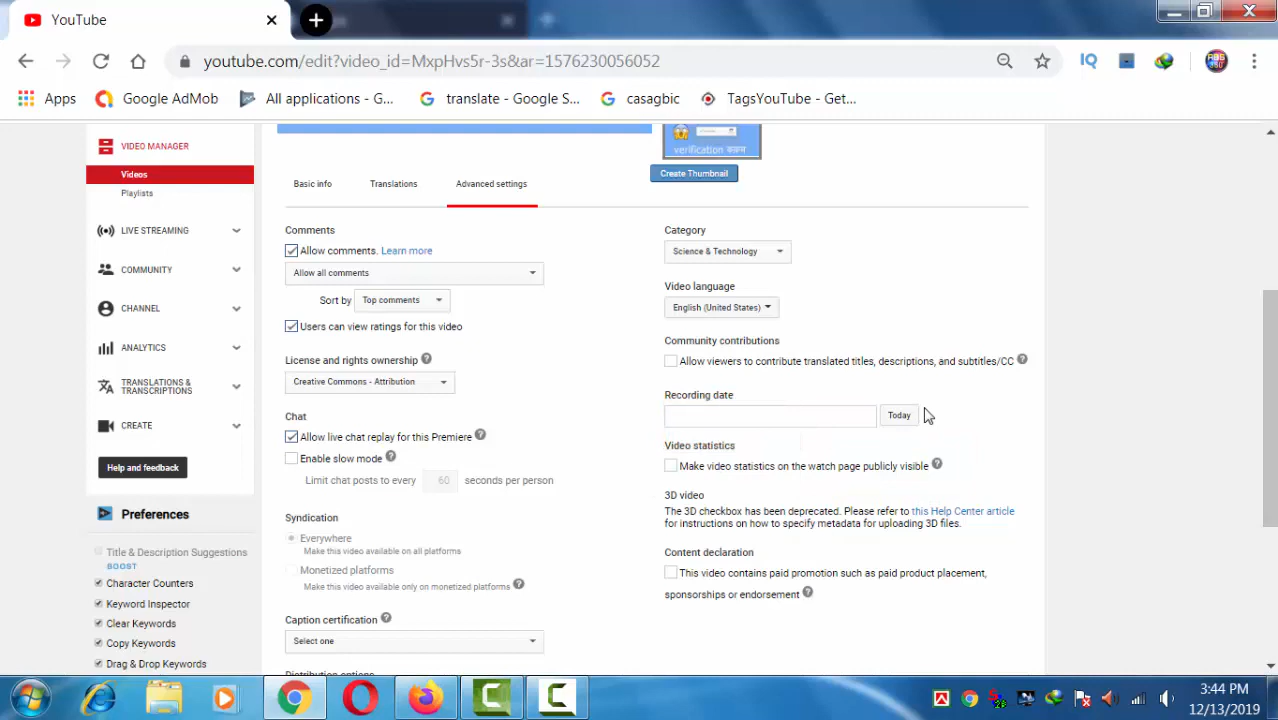 YouTube
youtube.com/edit?video_id=MxpHvs5r-3s&ar=1576230056052
Apps
Google AdMob
All applications - G...
translate - Google S...
casagbic
TagsYouTube - Get...
VIDEO MANAGER
Videos
Playlists
LIVE STREAMING
COMMUNITY
CHANNEL
ANALYTICS
TRANSLATIONS &
TRANSCRIPTIONS
CREATE
Help and feedback
Preferences
Title & Description Suggestions
BOOST
Character Counters
Keyword Inspector
Clear Keywords
Copy Keywords
Drag & Drop Keywords
verification करून
Create Thumbnail
Basic info
Translations
Advanced settings
Comments
Allow comments. Learn more
Allow all comments
Sort by Top comments
Users can view ratings for this video
License and rights ownership ?
Creative Commons - Attribution
Chat
Allow live chat replay for this Premiere ?
Enable slow mode ?
Limit chat posts to every 60 seconds per person
Syndication
Everywhere
Make this video available on all platforms
Monetized platforms
Make this video available only on monetized platforms ?
Caption certification ?
Select one
Distribution options
Category
Science & Technology
Video language
English (United States)
Community contributions
Allow viewers to contribute translated titles, descriptions, and subtitles/CC ?
Recording date
Today
Video statistics
Make video statistics on the watch page publicly visible ?
3D video
The 3D checkbox has been deprecated. Please refer to this Help Center article
for instructions on how to specify metadata for uploading 3D files.
Content declaration
This video contains paid promotion such as paid product placement,
sponsorships or endorsement ?
3:44 PM
12/13/2019